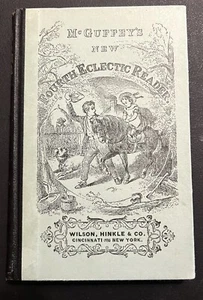 McGUFFEY'S
NEW
FOURTH ECLECTIC READER
WILSON, HINKLE & CO.
CINCINNATI AND NEW YORK.